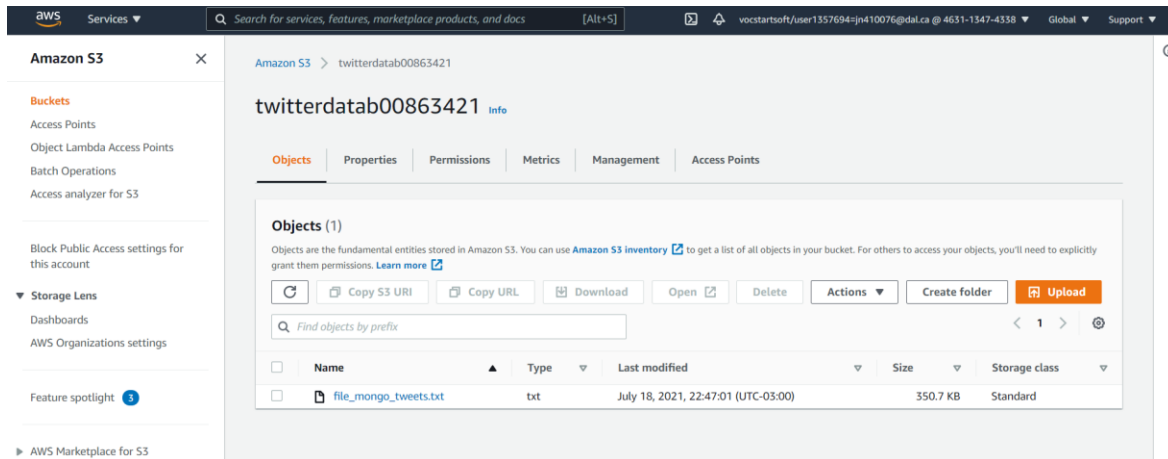 aws Services ▼ Search for services, features, marketplace products, and docs [Alt+S] vocstartsoft/user1357694=jn410076@dal.ca @ 4631-1347-4338 ▼ Global ▼ Support ▼
Amazon S3
Buckets
Access Points
Object Lambda Access Points
Batch Operations
Access analyzer for S3
Block Public Access settings for
this account
Storage Lens
Dashboards
AWS Organizations settings
Feature spotlight 3
AWS Marketplace for S3
Amazon S3 > twitterdatab00863421
twitterdatab00863421 Info
Objects Properties Permissions Metrics Management Access Points
Objects (1)
Objects are the fundamental entities stored in Amazon S3. You can use Amazon S3 inventory to get a list of all objects in your bucket. For others to access your objects, you'll need to explicitly
grant them permissions. Learn more
Copy S3 URI Copy URL Download Open Delete Actions ▼ Create folder Upload
Find objects by prefix < 1 >
Name ▲ Type Last modified Size Storage class
file_mongo_tweets.txt txt July 18, 2021, 22:47:01 (UTC-03:00) 350.7 KB Standard